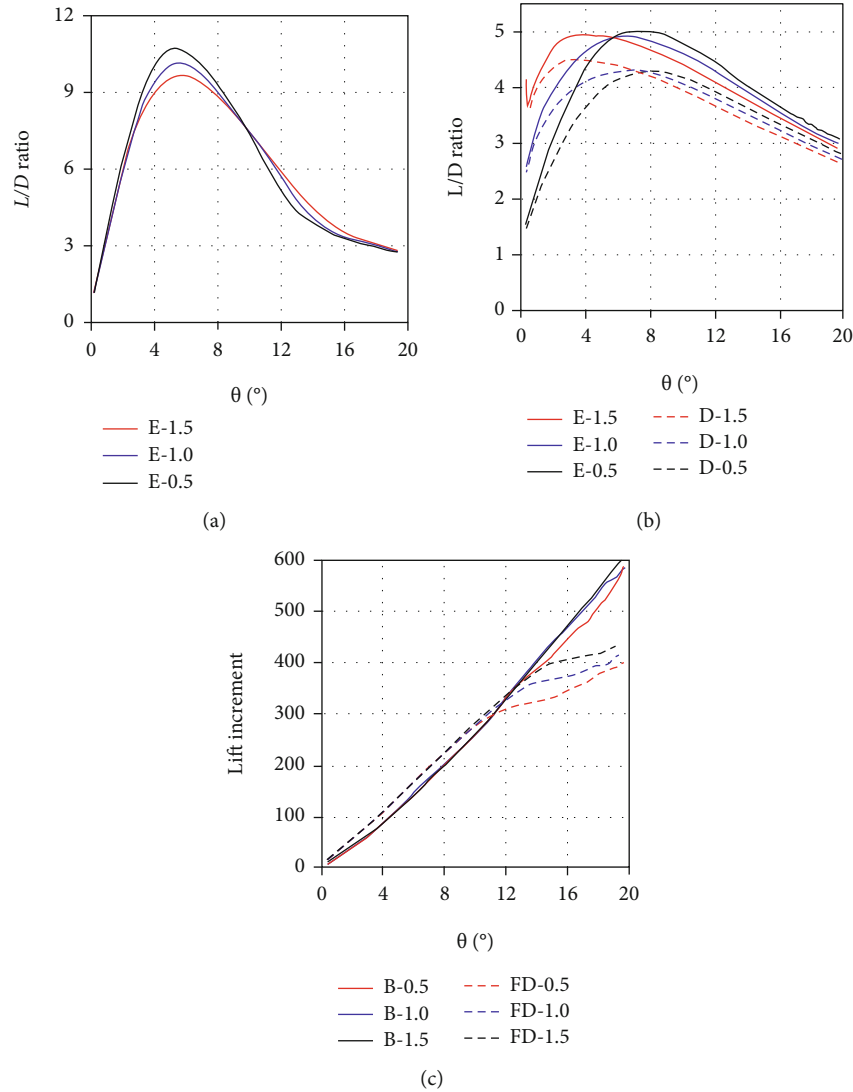 12
9
6
3
0
L/D ratio
0 4 8 12 16 20
θ (°)
E-1.5
E-1.0
E-0.5
(a)
5
4
3
2
1
0
L/D ratio
0 4 8 12 16 20
θ (°)
E-1.5 D-1.5
E-1.0 D-1.0
E-0.5 D-0.5
(b)
600
500
400
300
200
100
0
Lift increment
0 4 8 12 16 20
θ (°)
B-0.5 FD-0.5
B-1.0 FD-1.0
B-1.5 FD-1.5
(c)